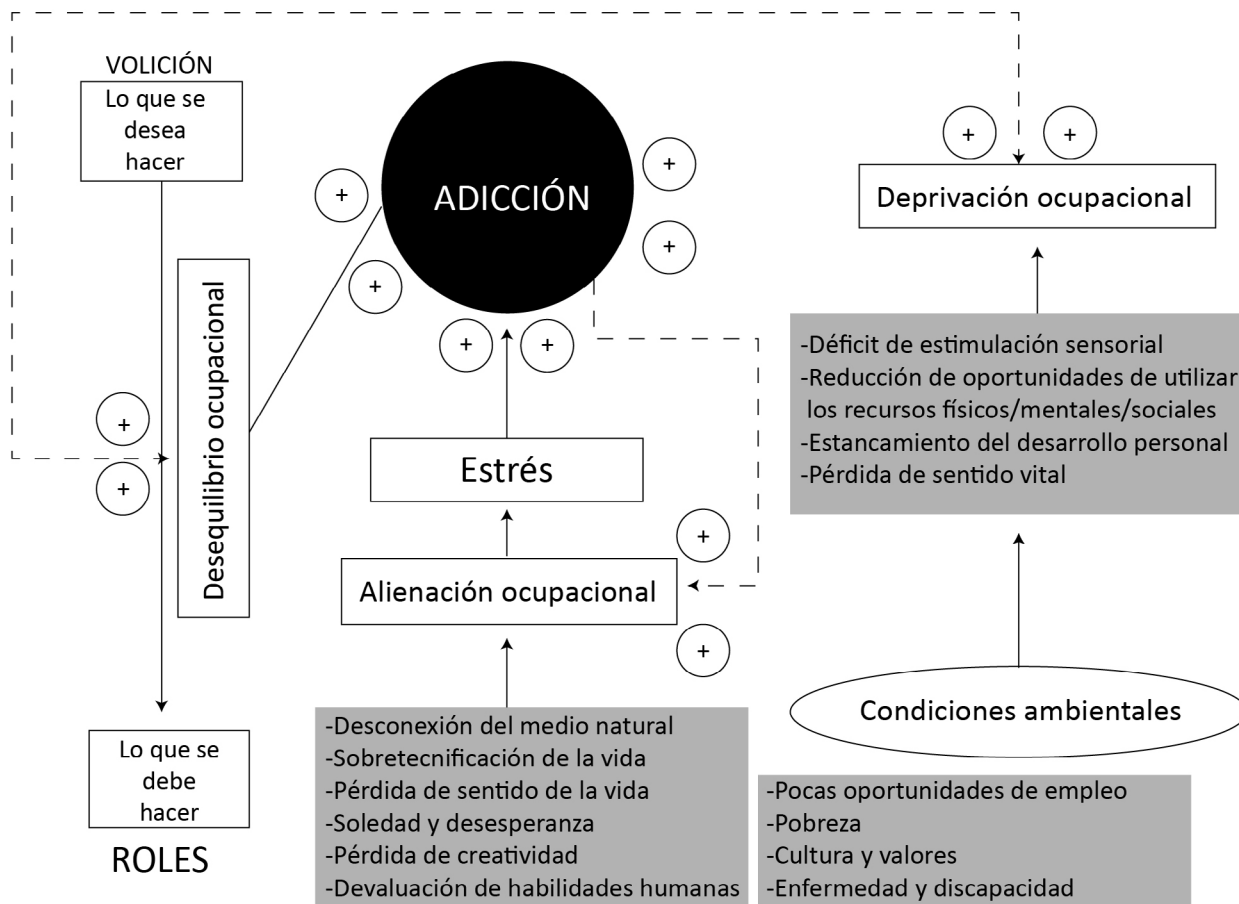 VOLICIÓN
Lo que se
desea
hacer
+
+
Desequilibrio ocupacional
Lo que se
debe
hacer
ROLES
ADICCIÓN
+
+
+
+
+
+
Estrés
Alienación ocupacional
+
+
-Desconexión del medio natural
-Sobretecnificación de la vida
-Pérdida de sentido de la vida
-Soledad y desesperanza
-Pérdida de creatividad
-Devaluación de habilidades humanas
+
+
Deprivación ocupacional
-Déficit de estimulación sensorial
-Reducción de oportunidades de utilizar
los recursos físicos/mentales/sociales
-Estancamiento del desarrollo personal
-Pérdida de sentido vital
Condiciones ambientales
-Pocas oportunidades de empleo
-Pobreza
-Cultura y valores
-Enfermedad y discapacidad